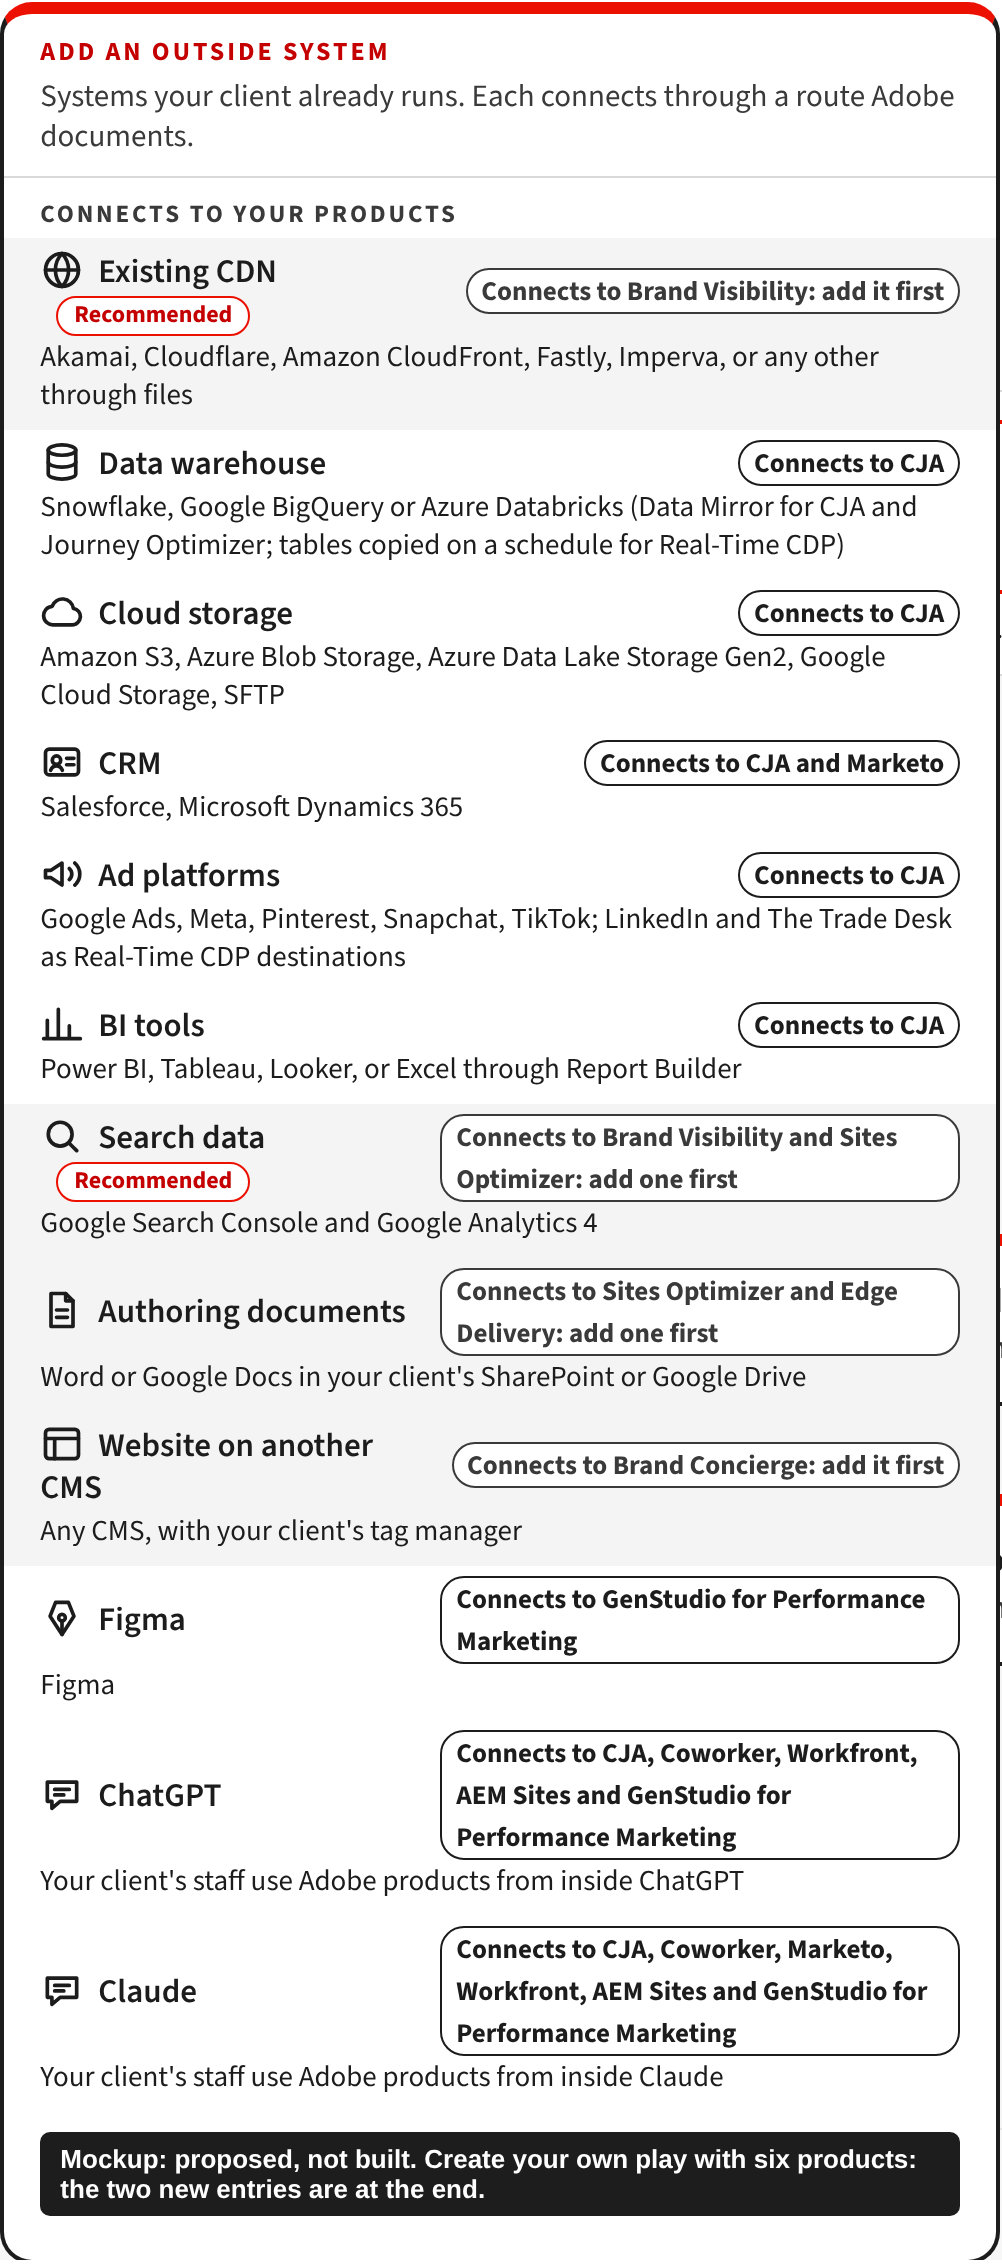 ADD AN OUTSIDE SYSTEM
Systems your client already runs. Each connects through a route Adobe
documents.
CONNECTS TO YOUR PRODUCTS
Existing CDN
Recommended
Connects to Brand Visibility: add it first
Akamai, Cloudflare, Amazon CloudFront, Fastly, Imperva, or any other
through files
Data warehouse
Connects to CJA
Snowflake, Google BigQuery or Azure Databricks (Data Mirror for CJA and
Journey Optimizer; tables copied on a schedule for Real-Time CDP)
Cloud storage
Connects to CJA
Amazon S3, Azure Blob Storage, Azure Data Lake Storage Gen2, Google
Cloud Storage, SFTP
CRM
Connects to CJA and Marketo
Salesforce, Microsoft Dynamics 365
Ad platforms
Connects to CJA
Google Ads, Meta, Pinterest, Snapchat, TikTok; LinkedIn and The Trade Desk
as Real-Time CDP destinations
BI tools
Connects to CJA
Power BI, Tableau, Looker, or Excel through Report Builder
Search data
Recommended
Connects to Brand Visibility and Sites
Optimizer: add one first
Google Search Console and Google Analytics 4
Authoring documents
Connects to Sites Optimizer and Edge
Delivery: add one first
Word or Google Docs in your client's SharePoint or Google Drive
Website on another
CMS
Connects to Brand Concierge: add it first
Any CMS, with your client's tag manager
Figma
Connects to GenStudio for Performance
Marketing
Figma
ChatGPT
Connects to CJA, Coworker, Workfront,
AEM Sites and GenStudio for
Performance Marketing
Your client's staff use Adobe products from inside ChatGPT
Claude
Connects to CJA, Coworker, Marketo,
Workfront, AEM Sites and GenStudio for
Performance Marketing
Your client's staff use Adobe products from inside Claude
Mockup: proposed, not built. Create your own play with six products:
the two new entries are at the end.